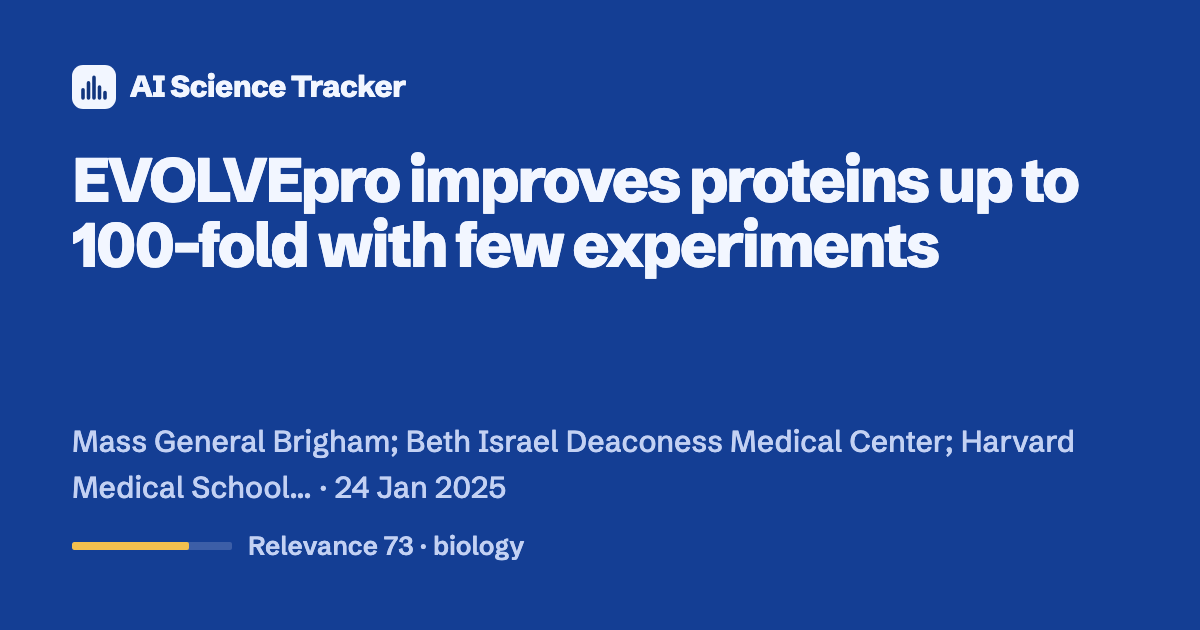 AI Science Tracker
EVOLVEpro improves proteins up to
100-fold with few experiments
Mass General Brigham; Beth Israel Deaconess Medical Center; Harvard
Medical School... · 24 Jan 2025
Relevance 73 · biology